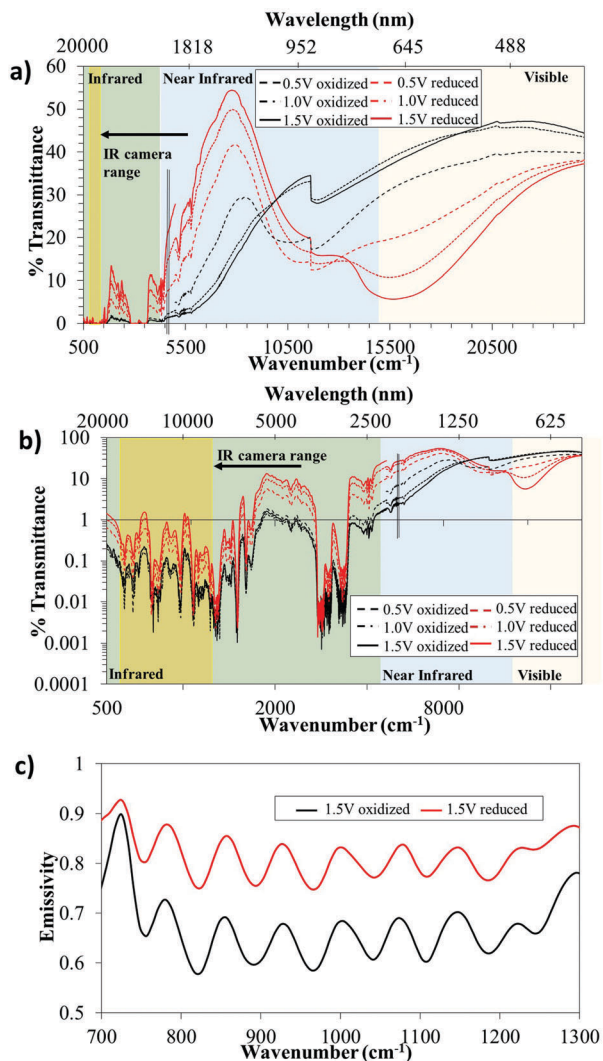 Wavelength (nm)
20000 1818 952 645 488
a)
60
50
40
30
20
10
0
% Transmittance
Infrared
Near Infrared
Visible
0.5V oxidized
1.0V oxidized
1.5V oxidized
0.5V reduced
1.0V reduced
1.5V reduced
IR camera
range
500 5500 10500 15500 20500
Wavenumber (cm⁻¹)
Wavelength (nm)
20000 10000 5000 2500 1250 625
b)
100
10
1
0.1
0.01
0.001
0.0001
% Transmittance
IR camera range
0.5V oxidized
1.0V oxidized
1.5V oxidized
0.5V reduced
1.0V reduced
1.5V reduced
Infrared
Near Infrared
Visible
500 2000 8000
Wavenumber (cm⁻¹)
c)
1
0.9
0.8
0.7
0.6
0.5
Emissivity
1.5V oxidized
1.5V reduced
700 800 900 1000 1100 1200 1300
Wavenumber (cm⁻¹)